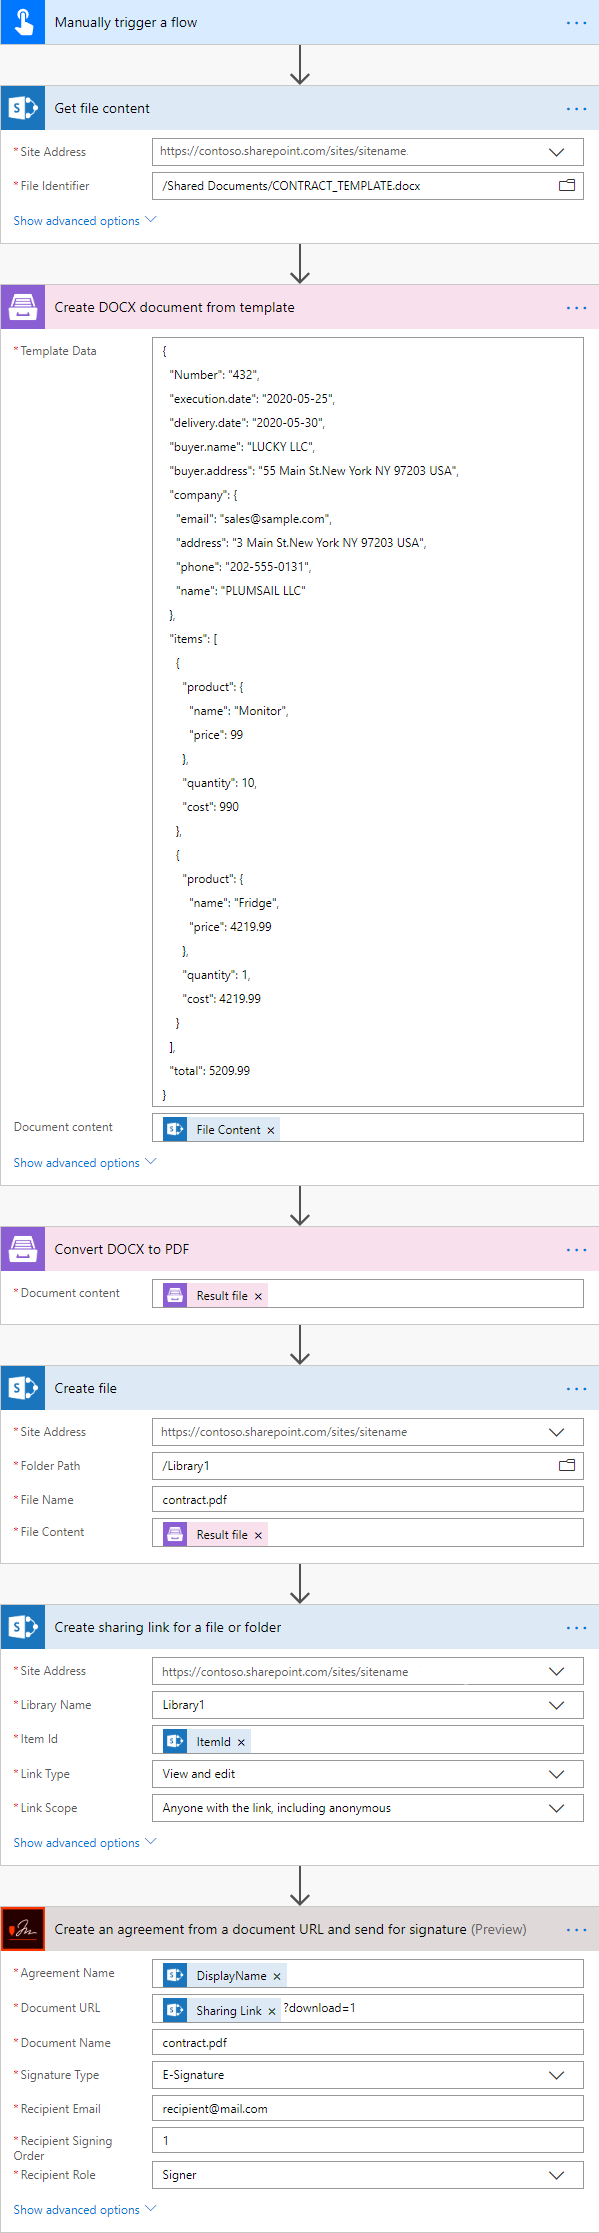 Manually trigger a flow
Get file content
* Site Address https://contoso.sharepoint.com/sites/sitename
* File Identifier /Shared Documents/CONTRACT_TEMPLATE.docx
Show advanced options
Create DOCX document from template
* Template Data {
"Number": "432",
"execution.date": "2020-05-25",
"delivery.date": "2020-05-30",
"buyer.name": "LUCKY LLC",
"buyer.address": "55 Main St.New York NY 97203 USA",
"company": {
"email": "sales@sample.com",
"address": "3 Main St.New York NY 97203 USA",
"phone": "202-555-0131",
"name": "PLUMSAIL LLC"
},
"items": [
{
"product": {
"name": "Monitor",
"price": 99
},
"quantity": 10,
"cost": 990
},
{
"product": {
"name": "Fridge",
"price": 4219.99
},
"quantity": 1,
"cost": 4219.99
}
],
"total": 5209.99
}
Document content File Content ×
Show advanced options
Convert DOCX to PDF
* Document content Result file ×
Create file
* Site Address https://contoso.sharepoint.com/sites/sitename
* Folder Path /Library1
* File Name contract.pdf
* File Content Result file ×
Create sharing link for a file or folder
* Site Address https://contoso.sharepoint.com/sites/sitename
* Library Name Library1
* Item Id ItemId ×
* Link Type View and edit
* Link Scope Anyone with the link, including anonymous
Show advanced options
Create an agreement from a document URL and send for signature (Preview)
* Agreement Name DisplayName ×
* Document URL Sharing Link × ?download=1
* Document Name contract.pdf
* Signature Type E-Signature
* Recipient Email recipient@mail.com
* Recipient Signing 1
Order
* Recipient Role Signer
Show advanced options